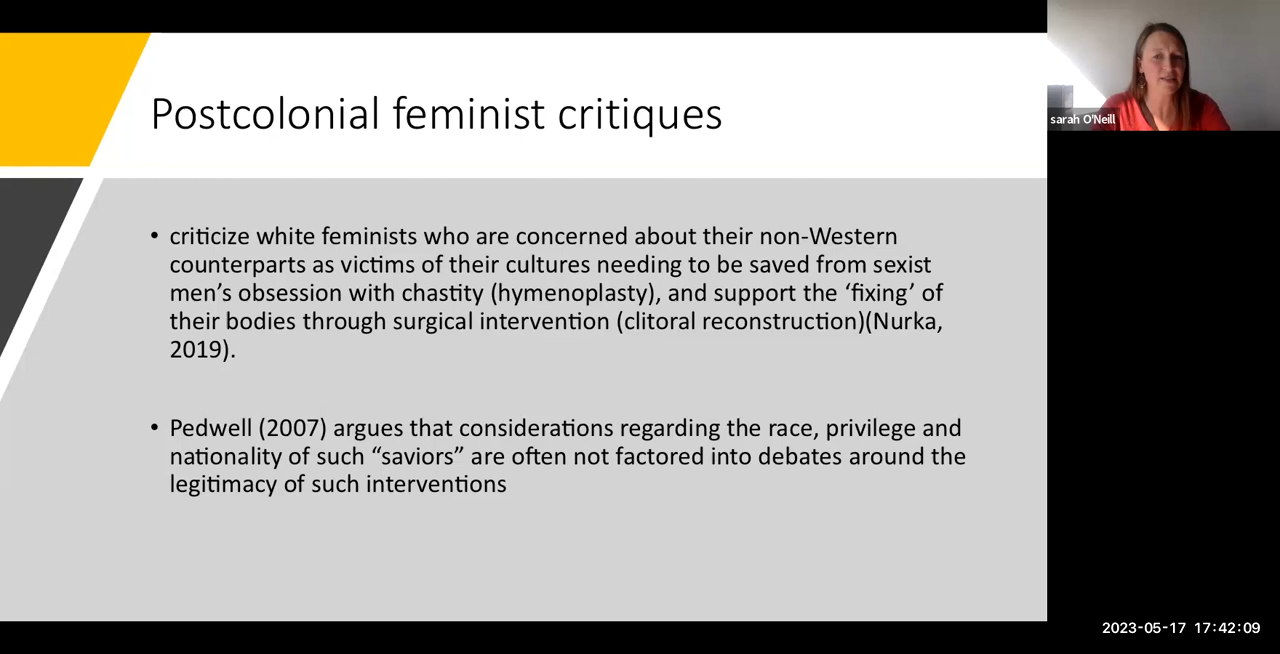 Postcolonial feminist critiques
sarah O'Neill
• criticize white feminists who are concerned about their non-Western
counterparts as victims of their cultures needing to be saved from sexist
men’s obsession with chastity (hymenoplasty), and support the ‘fixing’ of
their bodies through surgical intervention (clitoral reconstruction)(Nurka,
2019).
• Pedwell (2007) argues that considerations regarding the race, privilege and
nationality of such “saviors” are often not factored into debates around the
legitimacy of such interventions
2023-05-17 17:42:09